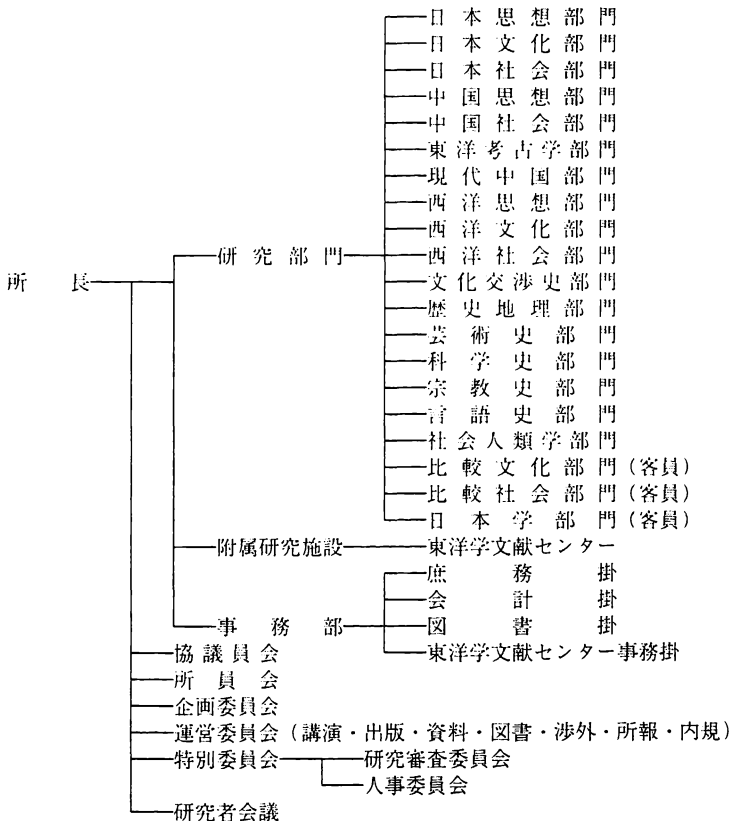 日本思想部門
日本文化部門
日本社会部門
中国思想部門
中国社会部門
東洋考古学部門
現代中国部門
西洋思想部門
西洋文化部門
研究部門 西洋社会部門
所長 文化交渉史部門
歴史地理部門
芸術史部門
科学史部門
宗教史部門
言語史部門
社会人類学部門
比較文化部門(客員)
比較社会部門(客員)
日本学部門(客員)
附属研究施設 東洋学文献センター
庶務掛
会計掛
事務部 図書掛
協議員会 東洋学文献センター事務掛
所員会
企画委員会
運営委員会(講演・出版・資料・図書・渉外・所報・内規)
特別委員会 研究審査委員会
人事委員会
研究者会議